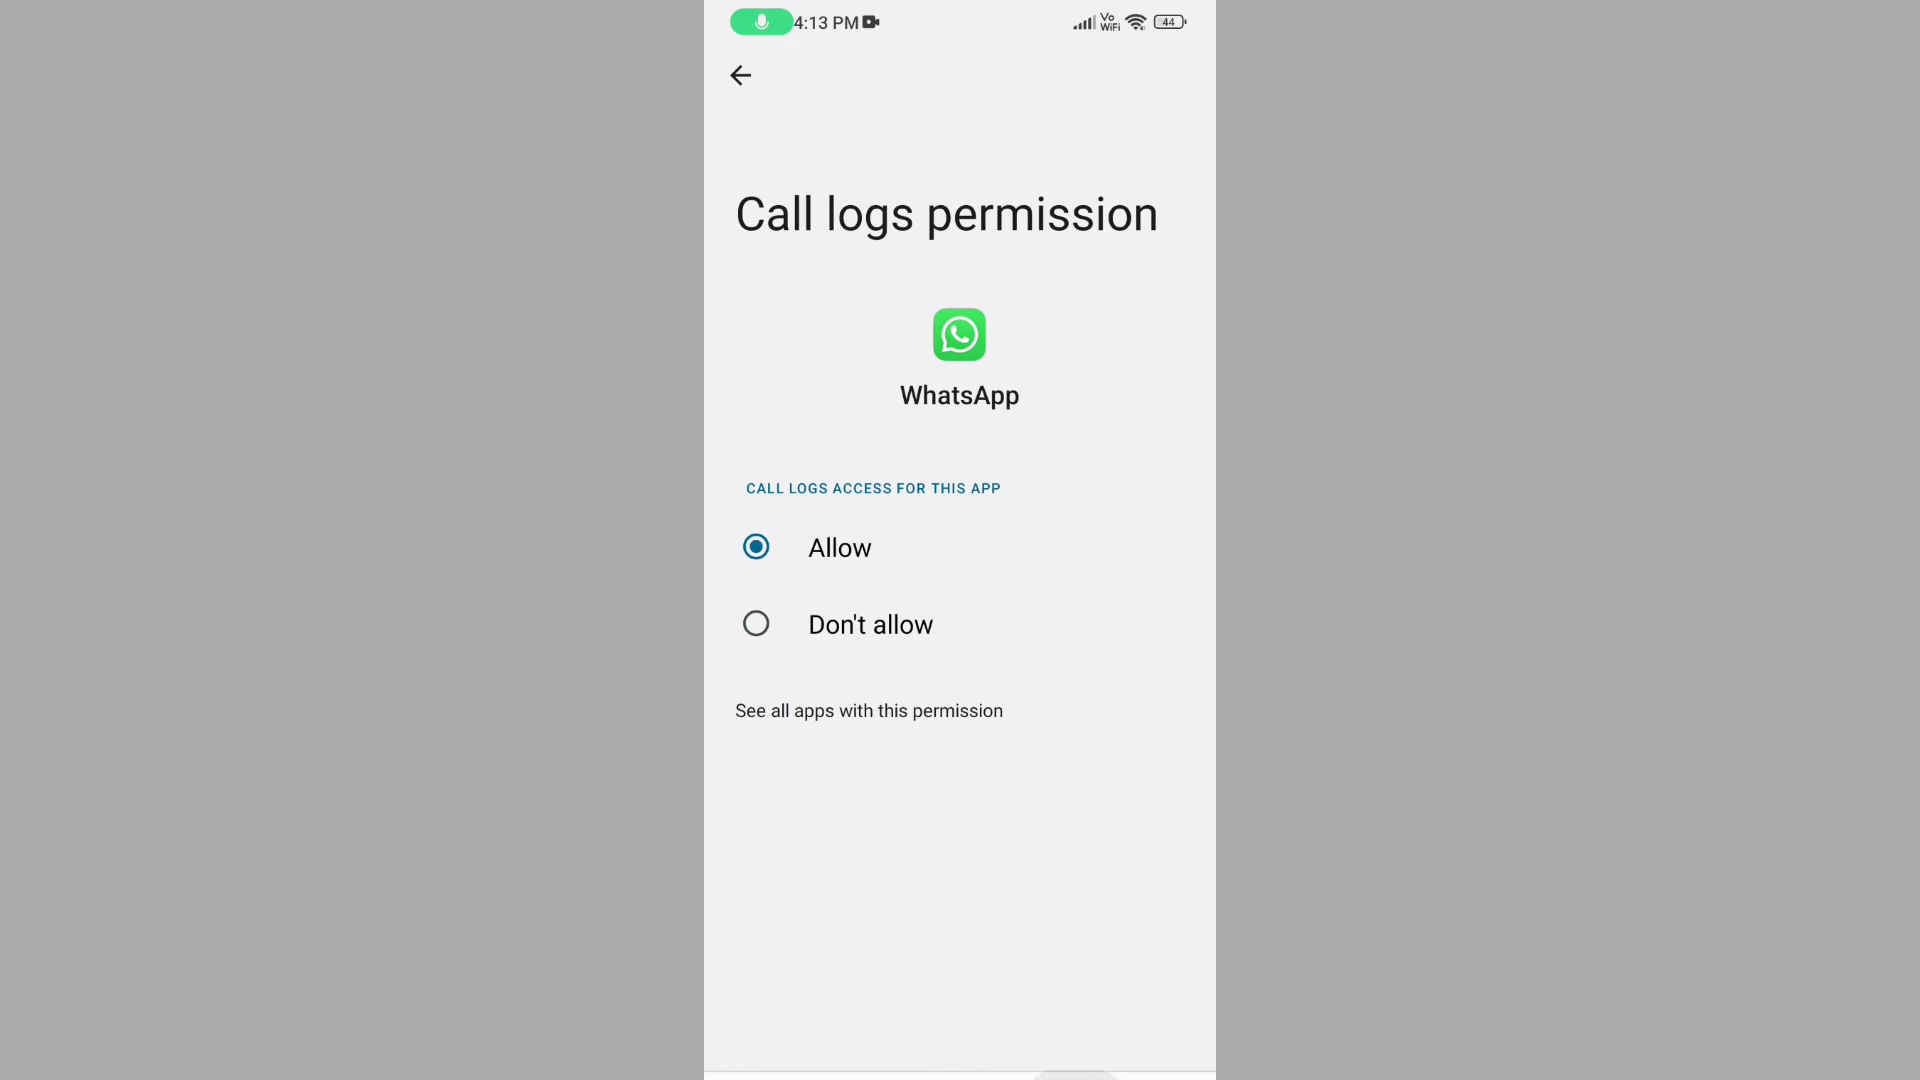 4:13 PM
Vo
WiFi
44
Call logs permission
WhatsApp
CALL LOGS ACCESS FOR THIS APP
Allow
Don't allow
See all apps with this permission